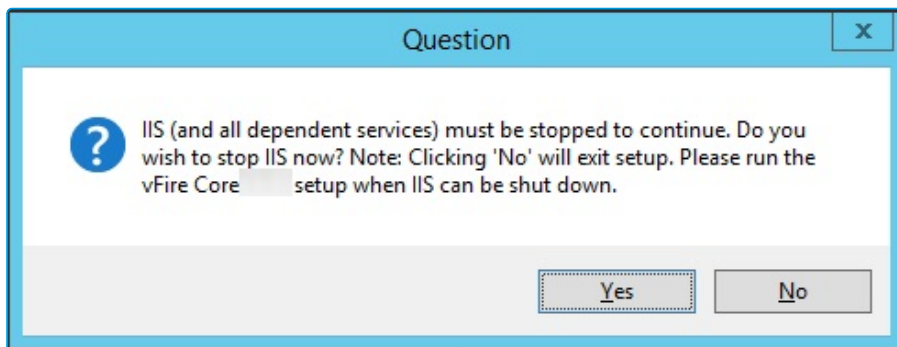 Question
x
?
IIS (and all dependent services) must be stopped to continue. Do you
wish to stop IIS now? Note: Clicking 'No' will exit setup. Please run the
vFire Core setup when IIS can be shut down.
Yes No